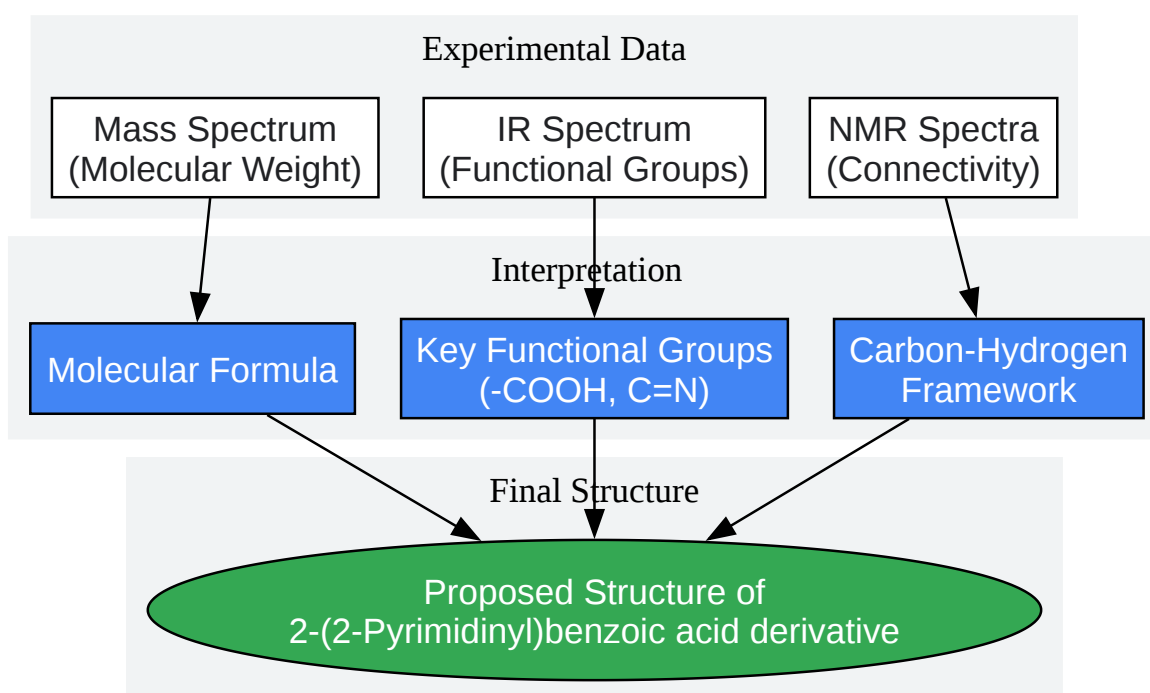 Experimental Data
Mass Spectrum
(Molecular Weight)
IR Spectrum
(Functional Groups)
NMR Spectra
(Connectivity)
Interpretation
Molecular Formula
Key Functional Groups
(-COOH, C=N)
Carbon-Hydrogen
Framework
Final Structure
Proposed Structure of
2-(2-Pyrimidinyl)benzoic acid derivative